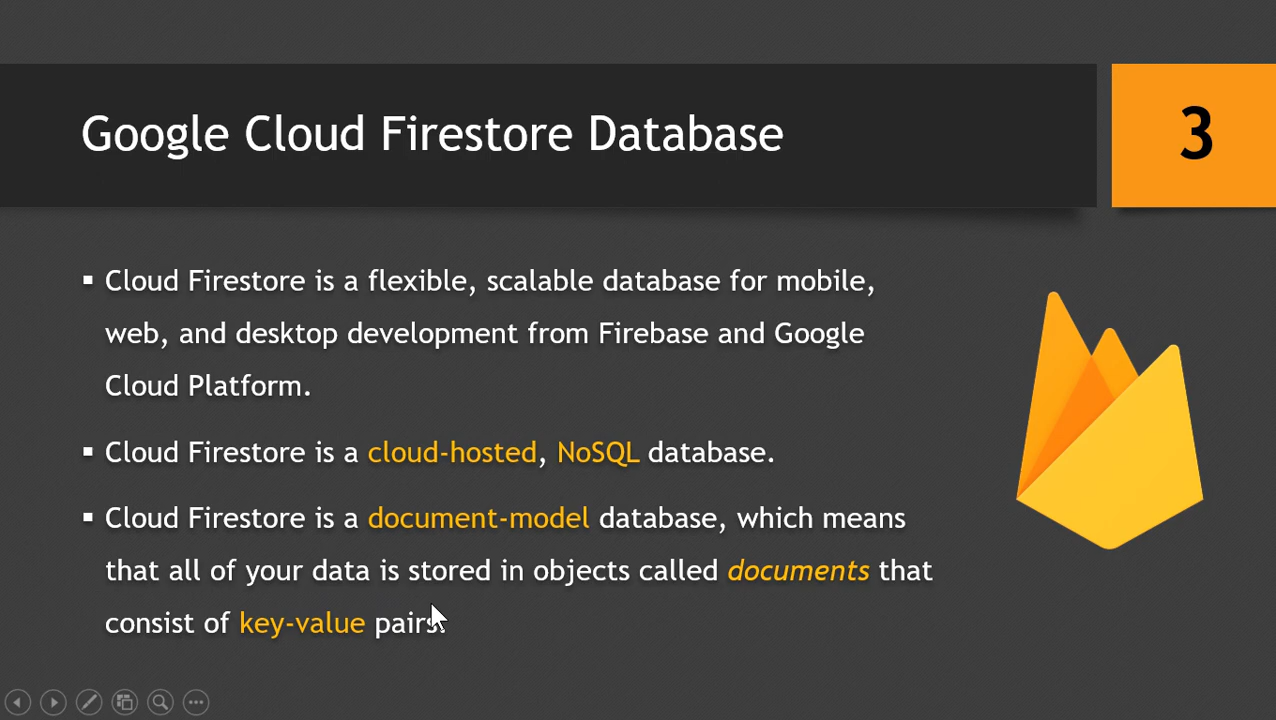 Google Cloud Firestore Database
3
▪ Cloud Firestore is a flexible, scalable database for mobile,
web, and desktop development from Firebase and Google
Cloud Platform.
▪ Cloud Firestore is a cloud-hosted, NoSQL database.
▪ Cloud Firestore is a document-model database, which means
that all of your data is stored in objects called documents that
consist of key-value pairs.